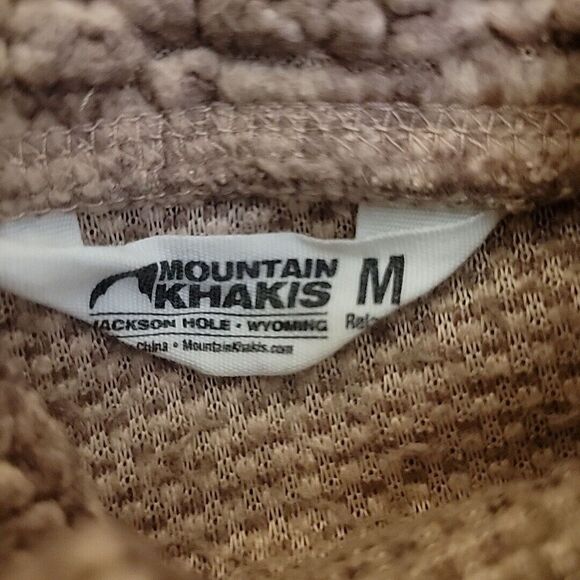 MOUNTAIN
KHAKIS
M
JACKSON HOLE • WYOMING
China • MountainKhakis.com